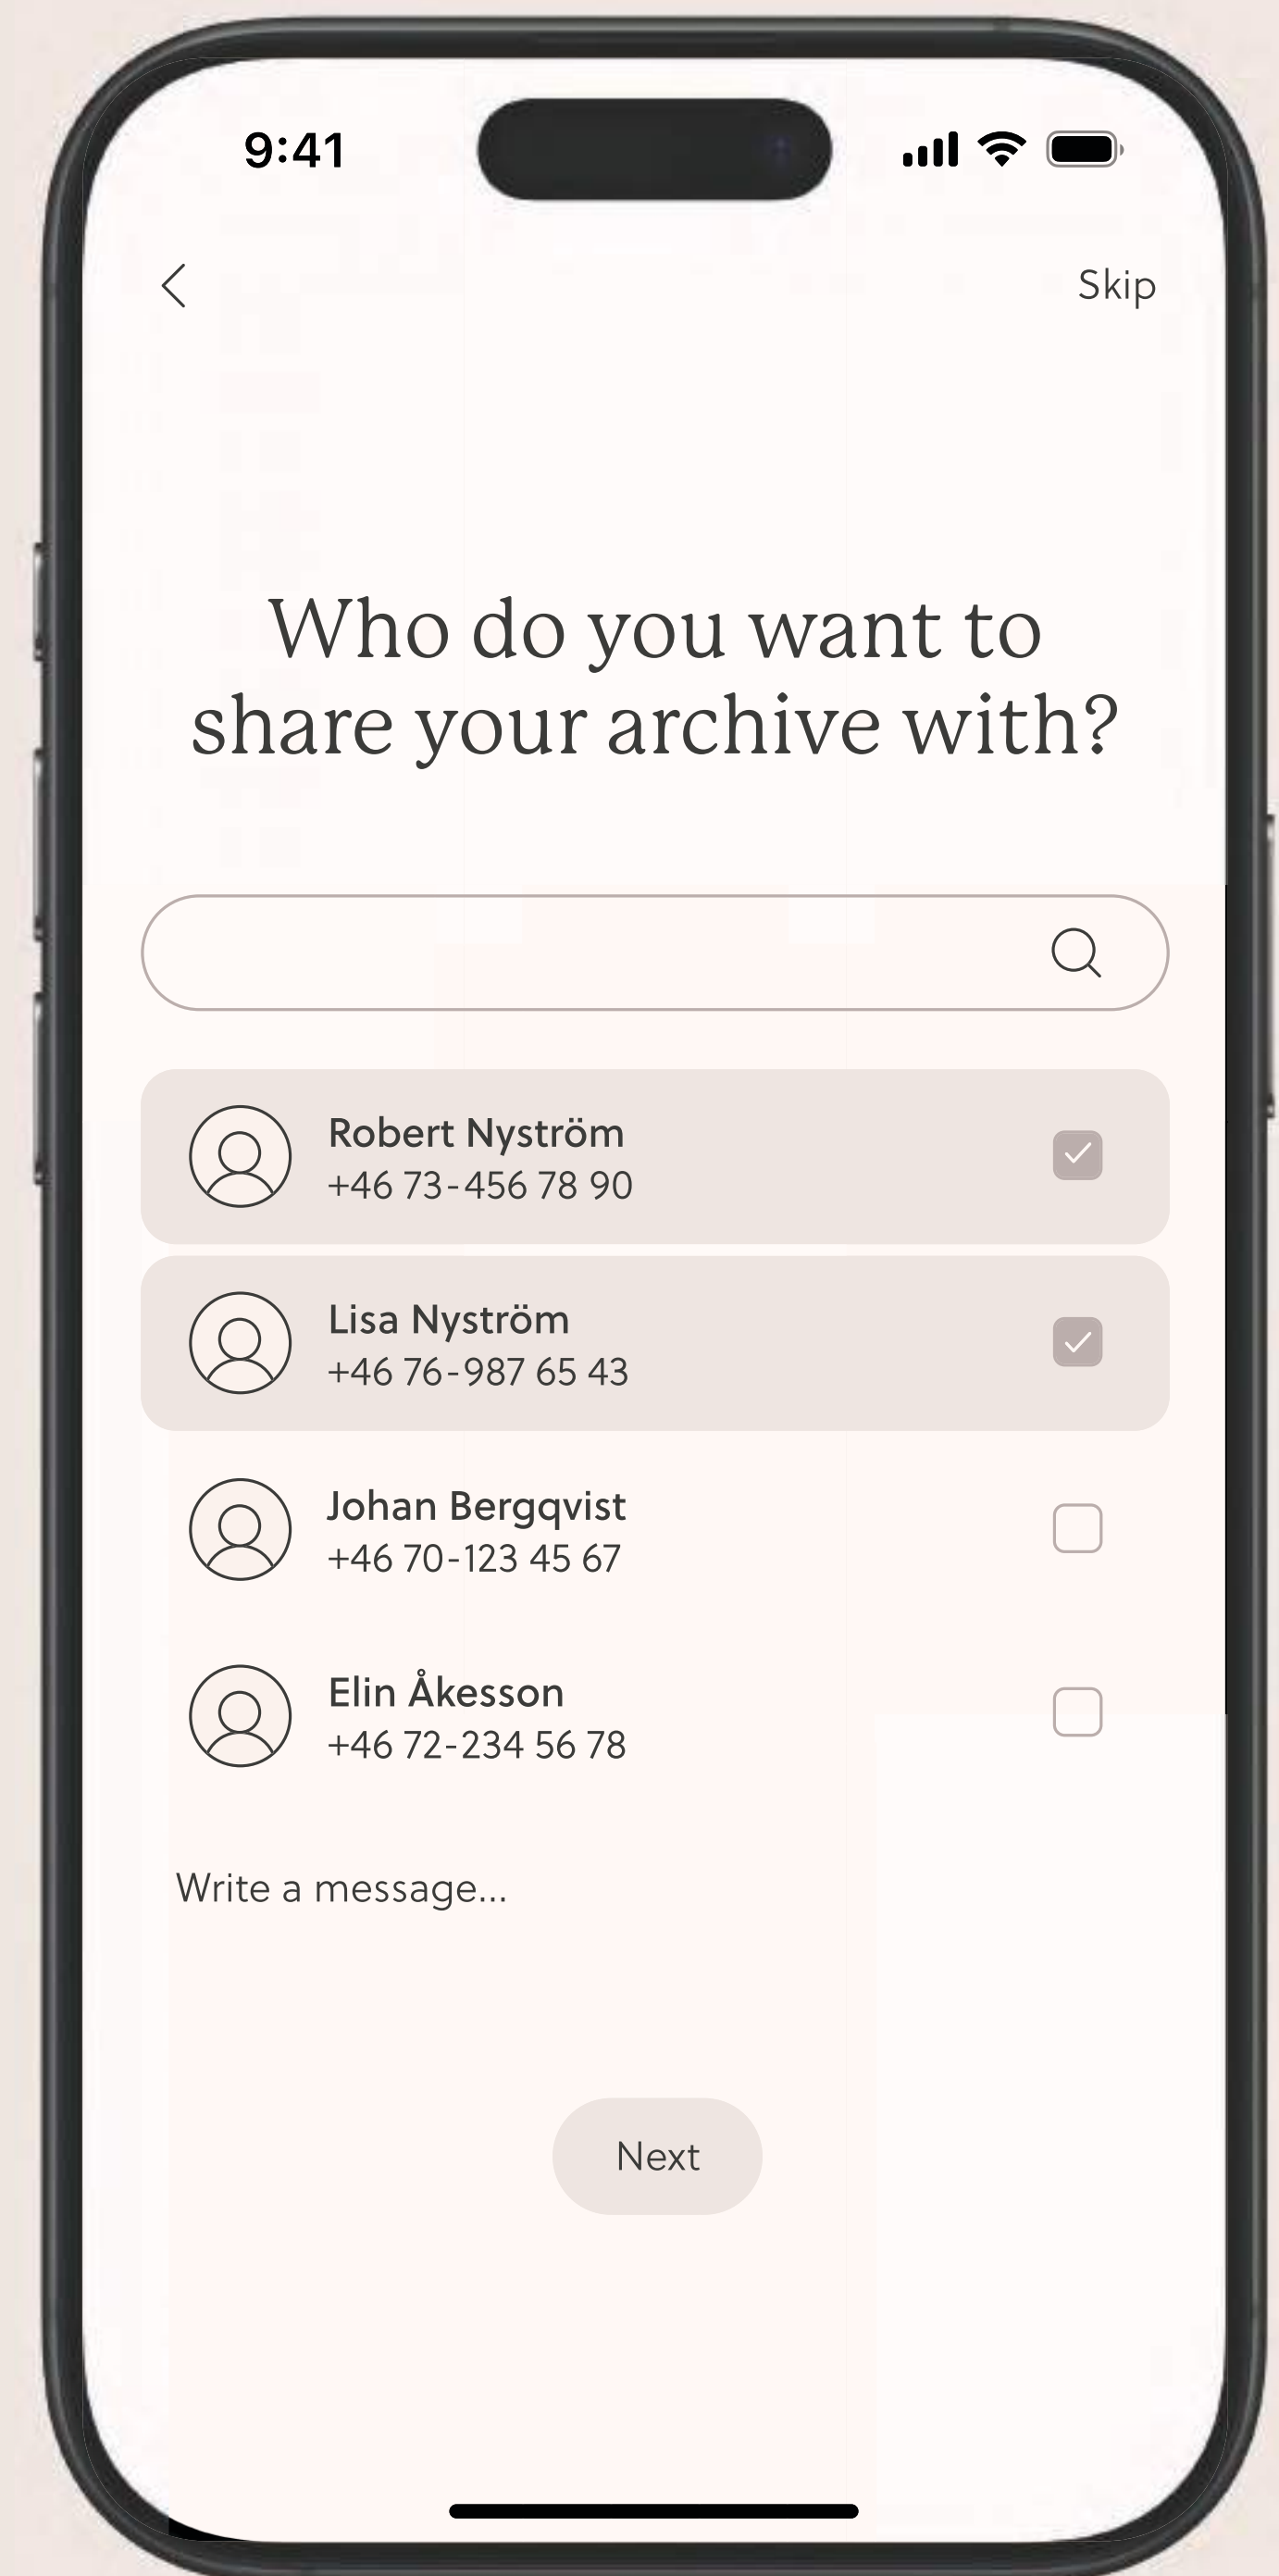 9:41
Skip
Who do you want to
share your archive with?
Robert Nyström
+46 73-456 78 90
Lisa Nyström
+46 76-987 65 43
Johan Bergqvist
+46 70-123 45 67
Elin Åkesson
+46 72-234 56 78
Write a message...
Next